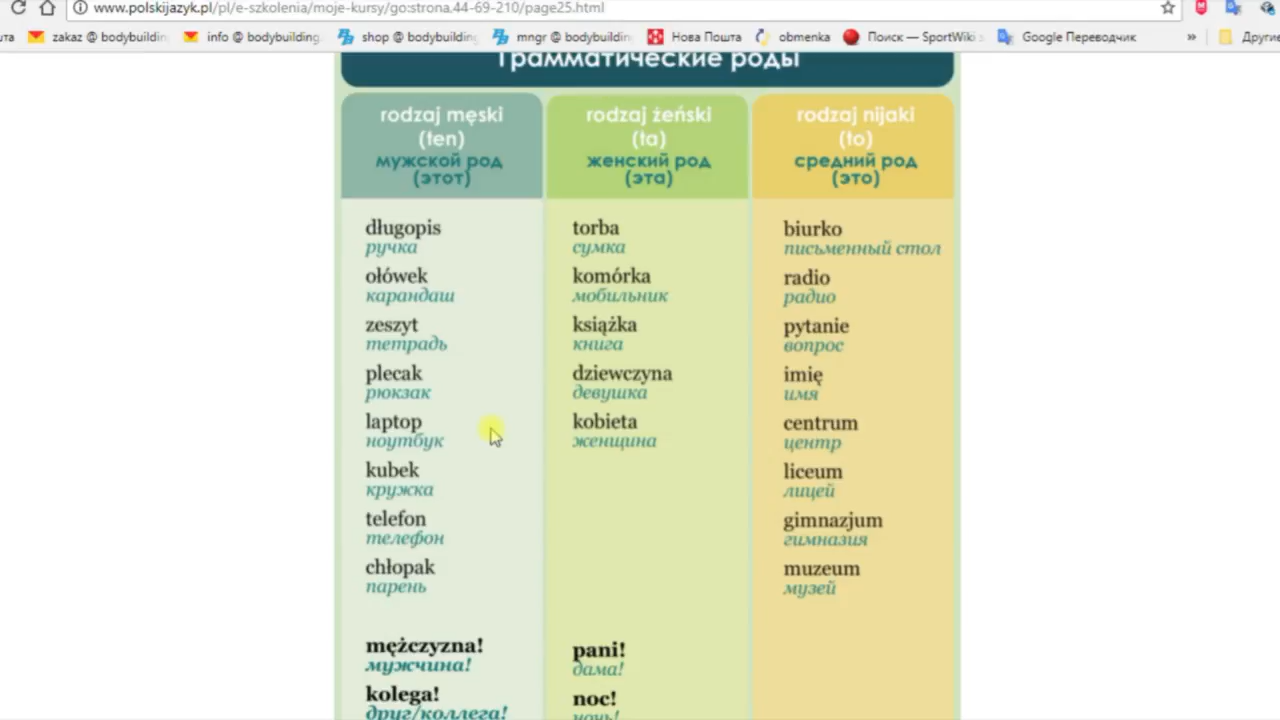 www.polskijazyk.pl/pl/e-szkolenia/moje-kursy/go:strona.44-69-210/page25.html
zakaz @ bodybuilding
info @ bodybuilding.
shop @ bodybuilding
mngr @ bodybuildin
Нова Пошта
obmenka
Поиск — SportWiki
Google Переводчик
»
Другие
Грамматические роды
rodzaj męski
(ten)
мужской род
(этот)
długopis
ручка
ołówek
карандаш
zeszyt
тетрадь
plecak
рюкзак
laptop
ноутбук
kubek
кружка
telefon
телефон
chłopak
парень
mężczyzna!
мужчина!
kolega!
друг/коллега!
rodzaj żeński
(ta)
женский род
(эта)
torba
сумка
komórka
мобильник
książka
книга
dziewczyna
девушка
kobieta
женщина
pani!
дама!
noc!
ночь!
rodzaj nijaki
(to)
средний род
(это)
biurko
письменный стол
radio
радио
pytanie
вопрос
imię
имя
centrum
центр
liceum
лицей
gimnazjum
гимназия
muzeum
музей